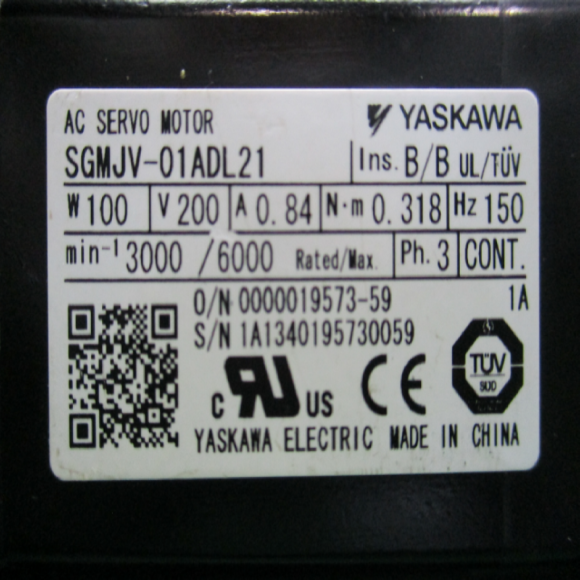 AC SERVO MOTOR YASKAWA
SGMJV-01ADL21 Ins. B/B UL/TÜV
W 100 V 200 A 0.84 N·m 0.318 Hz 150
min-1 3000 /6000 Rated/Max. Ph. 3 CONT.
O/N 0000019573-59 1A
S/N 1A1340195730059
c RU US CE TÜV SÜD
YASKAWA ELECTRIC MADE IN CHINA